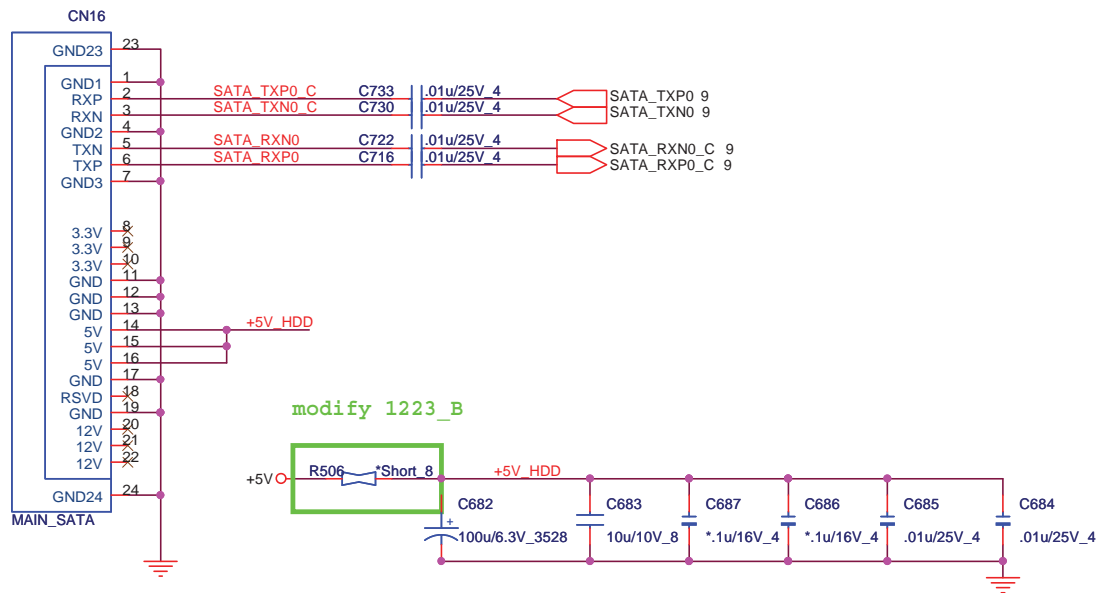 CN16
GND23 23
GND1 1
RXP 2 SATA_TXP0_C C733 .01u/25V_4 SATA_TXP0 9
RXN 3 SATA_TXN0_C C730 .01u/25V_4 SATA_TXN0 9
GND2 4
TXN 5 SATA_RXN0 C722 .01u/25V_4 SATA_RXN0_C 9
TXP 6 SATA_RXP0 C716 .01u/25V_4 SATA_RXP0_C 9
GND3 7
3.3V 8
3.3V 9
3.3V 10
GND 11
GND 12
GND 13
5V 14 +5V_HDD
5V 15
5V 16
GND 17
RSVD 18
GND 19
12V 20
12V 21
12V 22
GND24 24
MAIN_SATA
modify 1223_B
+5V R506 *Short_8 +5V_HDD
C682 C683 C687 C686 C685 C684
100u/6.3V_3528 10u/10V_8 *.1u/16V_4 *.1u/16V_4 .01u/25V_4 .01u/25V_4
+